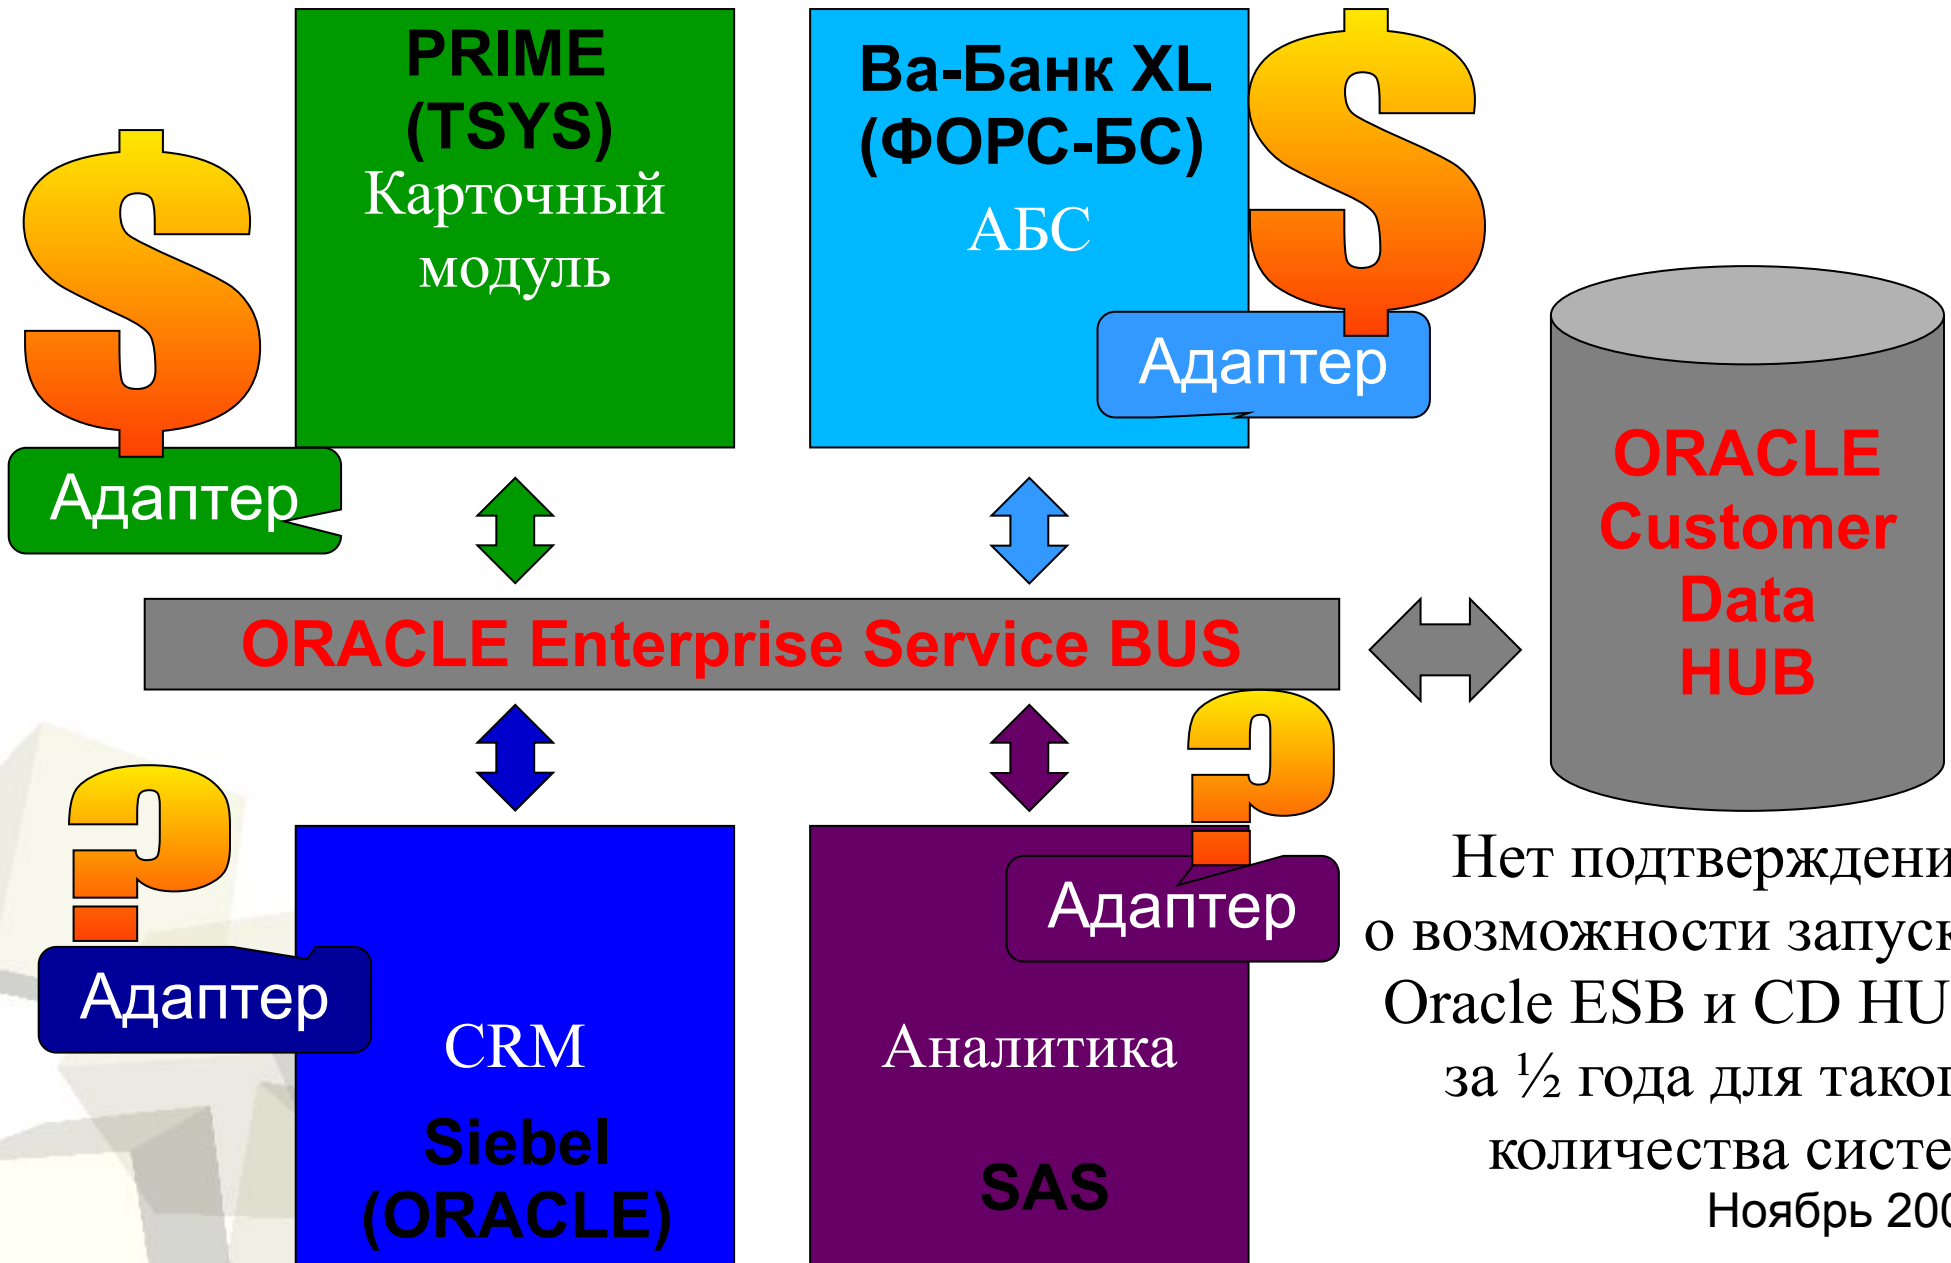 PRIME
(TSYS)
Карточный
модуль
Ва-Банк XL
(ФОРС-БС)
АБС
Адаптер
Адаптер
ORACLE
Customer
Data
HUB
ORACLE Enterprise Service BUS
Адаптер
CRM
Siebel
(ORACLE)
Адаптер
Аналитика
SAS
Нет подтверждени
о возможности запуск
Oracle ESB и CD HU
за ½ года для таког
количества систе
Ноябрь 200